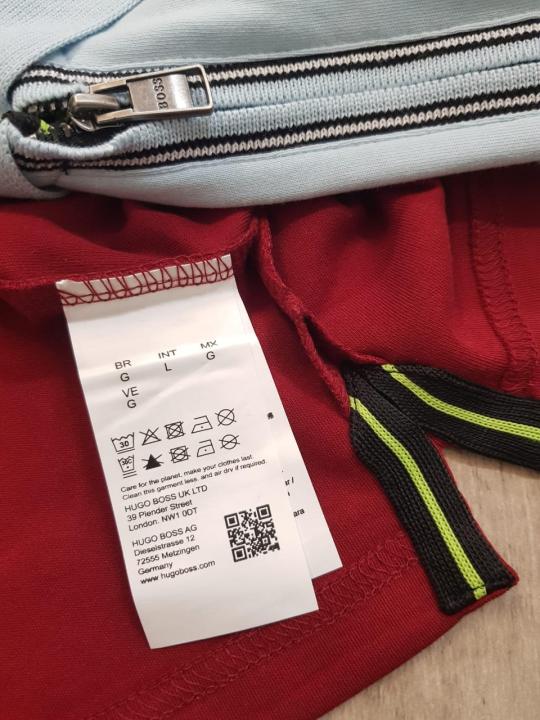 BOSS
BR INT MX
G L G
VE
G
30
Care for the planet, make your clothes last.
Clean this garment less, and air dry if required.
HUGO BOSS UK LTD
39 Plender Street
London. NW1 0DT
HUGO BOSS AG
Dieselstrasse 12
72555 Metzingen
Germany
www.hugoboss.com
ara